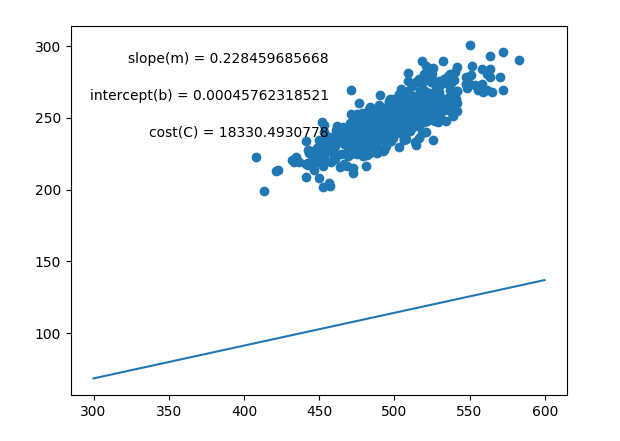 slope(m) = 0.228459685668
intercept(b) = 0.00045762318521
cost(C) = 18330.4930778
300
250
200
150
100
300 350 400 450 500 550 600